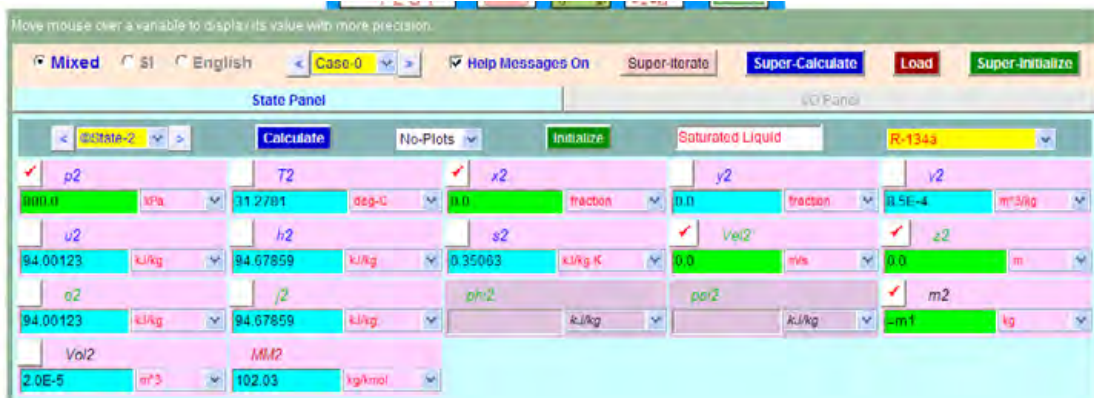 Move mouse over a variable to display its value with more precision.
Mixed SI English < Case-0 > Help Messages On Super-Iterate Super-Calculate Load Super-Initialize
State Panel I/O Panel
< ©State-2 > Calculate No-Plots Initialize Saturated Liquid R-134a
p2 T2 x2 y2 v2
800.0 kPa 31.2781 deg-C 0.0 fraction 0.0 fraction 8.5E-4 m^3/kg
u2 h2 s2 Vel2 z2
94.00123 kJ/kg 94.67859 kJ/kg 0.35063 kJ/kg-K 0.0 m/s 0.0 m
e2 j2 phi2 psi2 m2
94.00123 kJ/kg 94.67859 kJ/kg kJ/kg kJ/kg =m1 kg
Vol2 MM2
2.0E-5 m^3 102.03 kg/kmol